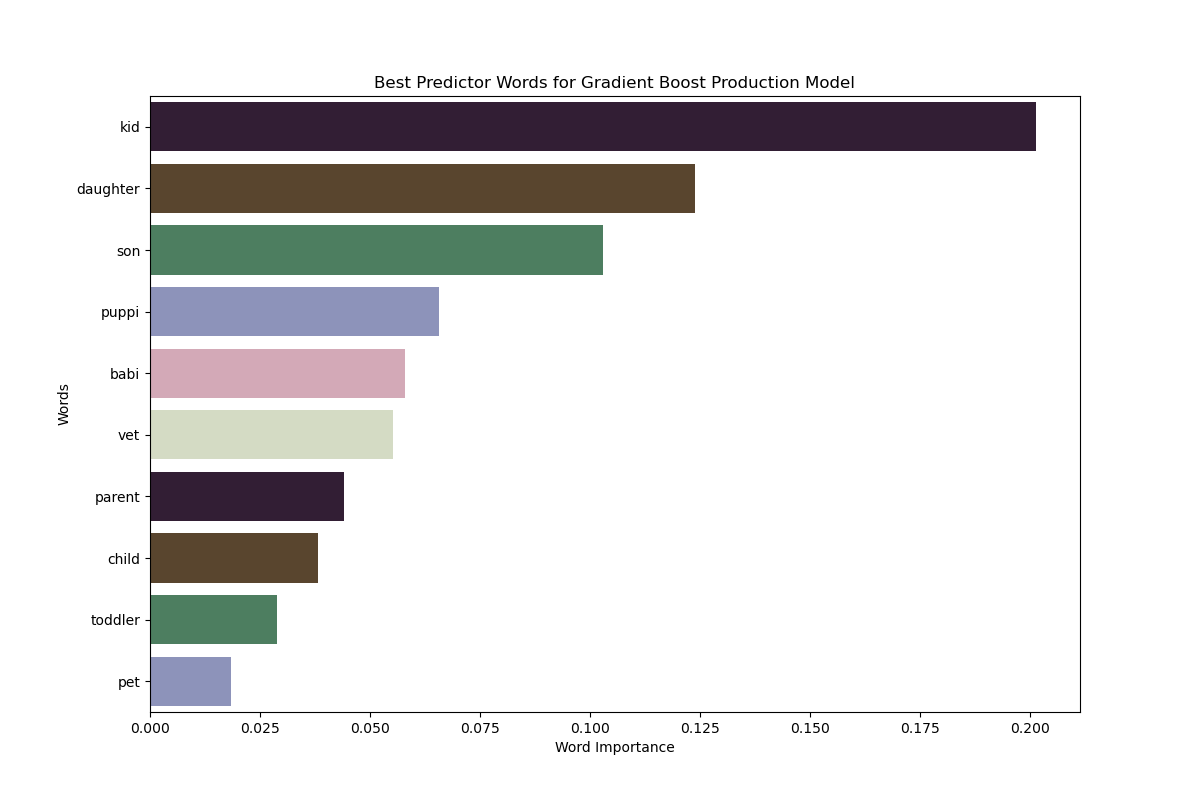 Best Predictor Words for Gradient Boost Production Model
kid
daughter
son
puppi
babi
vet
parent
child
toddler
pet
Words
0.000 0.025 0.050 0.075 0.100 0.125 0.150 0.175 0.200
Word Importance